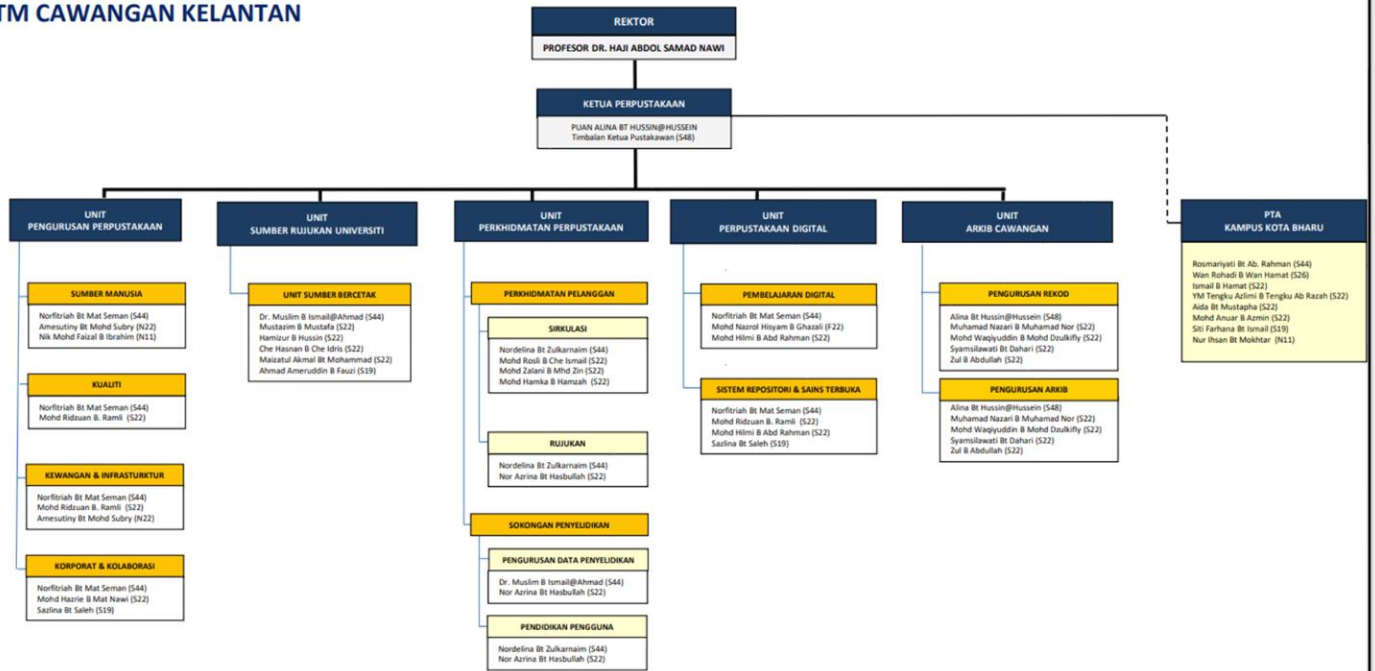 TM CAWANGAN KELANTAN
REKTOR
PROFESOR DR. HAJI ABDOL SAMAD NAWI
KETUA PERPUSTAKAAN
PUAN ALINA BT HUSSIN@HUSSEIN
Timbalan Ketua Pustakawan (S48)
UNIT
PENGURUSAN PERPUSTAKAAN
SUMBER MANUSIA
Norfitriah Bt Mat Seman (S44)
Amesutiny Bt Mohd Subry (N22)
Nik Mohd Faizal B Ibrahim (N11)
KUALITI
Norfitriah Bt Mat Seman (S44)
Mohd Ridzuan B. Ramli (S22)
KEWANGAN & INFRASTURKTUR
Norfitriah Bt Mat Seman (S44)
Mohd Ridzuan B. Ramli (S22)
Amesutiny Bt Mohd Subry (N22)
KORPORAT & KOLABORASI
Norfitriah Bt Mat Seman (S44)
Mohd Hazrie B Mat Nawi (S22)
Sazlina Bt Saleh (S19)
UNIT
SUMBER RUJUKAN UNIVERSITI
UNIT SUMBER BERCETAK
Dr. Muslim B Ismail@Ahmad (S44)
Mustazim B Mustafa (S22)
Hamizur B Hussin (S22)
Che Hasnan B Che Idris (S22)
Maizatul Akmal Bt Mohammad (S22)
Ahmad Ameruddin B Fauzi (S19)
UNIT
PERKHIDMATAN PERPUSTAKAAN
PERKHIDMATAN PELANGGAN
SIRKULASI
Nordelina Bt Zulkarnaim (S44)
Mohd Rosli B Che Ismail (S22)
Mohd Zalani B Mhd Zin (S22)
Mohd Hamka B Hamzah (S22)
RUJUKAN
Nordelina Bt Zulkarnaim (S44)
Nor Azrina Bt Hasbullah (S22)
SOKONGAN PENYELIDIKAN
PENGURUSAN DATA PENYELIDIKAN
Dr. Muslim B Ismail@Ahmad (S44)
Nor Azrina Bt Hasbullah (S22)
PENDIDIKAN PENGGUNA
Nordelina Bt Zulkarnaim (S44)
Nor Azrina Bt Hasbullah (S22)
UNIT
PERPUSTAKAAN DIGITAL
PEMBELAJARAN DIGITAL
Norfitriah Bt Mat Seman (S44)
Mohd Nazrol Hisyam B Ghazali (F22)
Mohd Hilmi B Abd Rahman (S22)
SISTEM REPOSITORI & SAINS TERBUKA
Norfitriah Bt Mat Seman (S44)
Mohd Ridzuan B. Ramli (S22)
Mohd Hilmi B Abd Rahman (S22)
Sazlina Bt Saleh (S19)
UNIT
ARKIB CAWANGAN
PENGURUSAN REKOD
Alina Bt Hussin@Hussein (S48)
Muhamad Nazari B Muhamad Nor (S22)
Mohd Waqiyuddin B Mohd Dzulkifly (S22)
Syamsilawati Bt Dahari (S22)
Zul B Abdullah (S22)
PENGURUSAN ARKIB
Alina Bt Hussin@Hussein (S48)
Muhamad Nazari B Muhamad Nor (S22)
Mohd Waqiyuddin B Mohd Dzulkifly (S22)
Syamsilawati Bt Dahari (S22)
Zul B Abdullah (S22)
PTA
KAMPUS KOTA BHARU
Rosmariyati Bt Ab. Rahman (S44)
Wan Rohadi B Wan Hamat (S26)
Ismail B Hamat (S22)
YM Tengku Azlimi B Tengku Ab Razah (S22)
Aida Bt Mustapha (S22)
Mohd Anuar B Azmin (S22)
Siti Farhana Bt Ismail (S19)
Nur Ihsan Bt Mokhtar (N11)